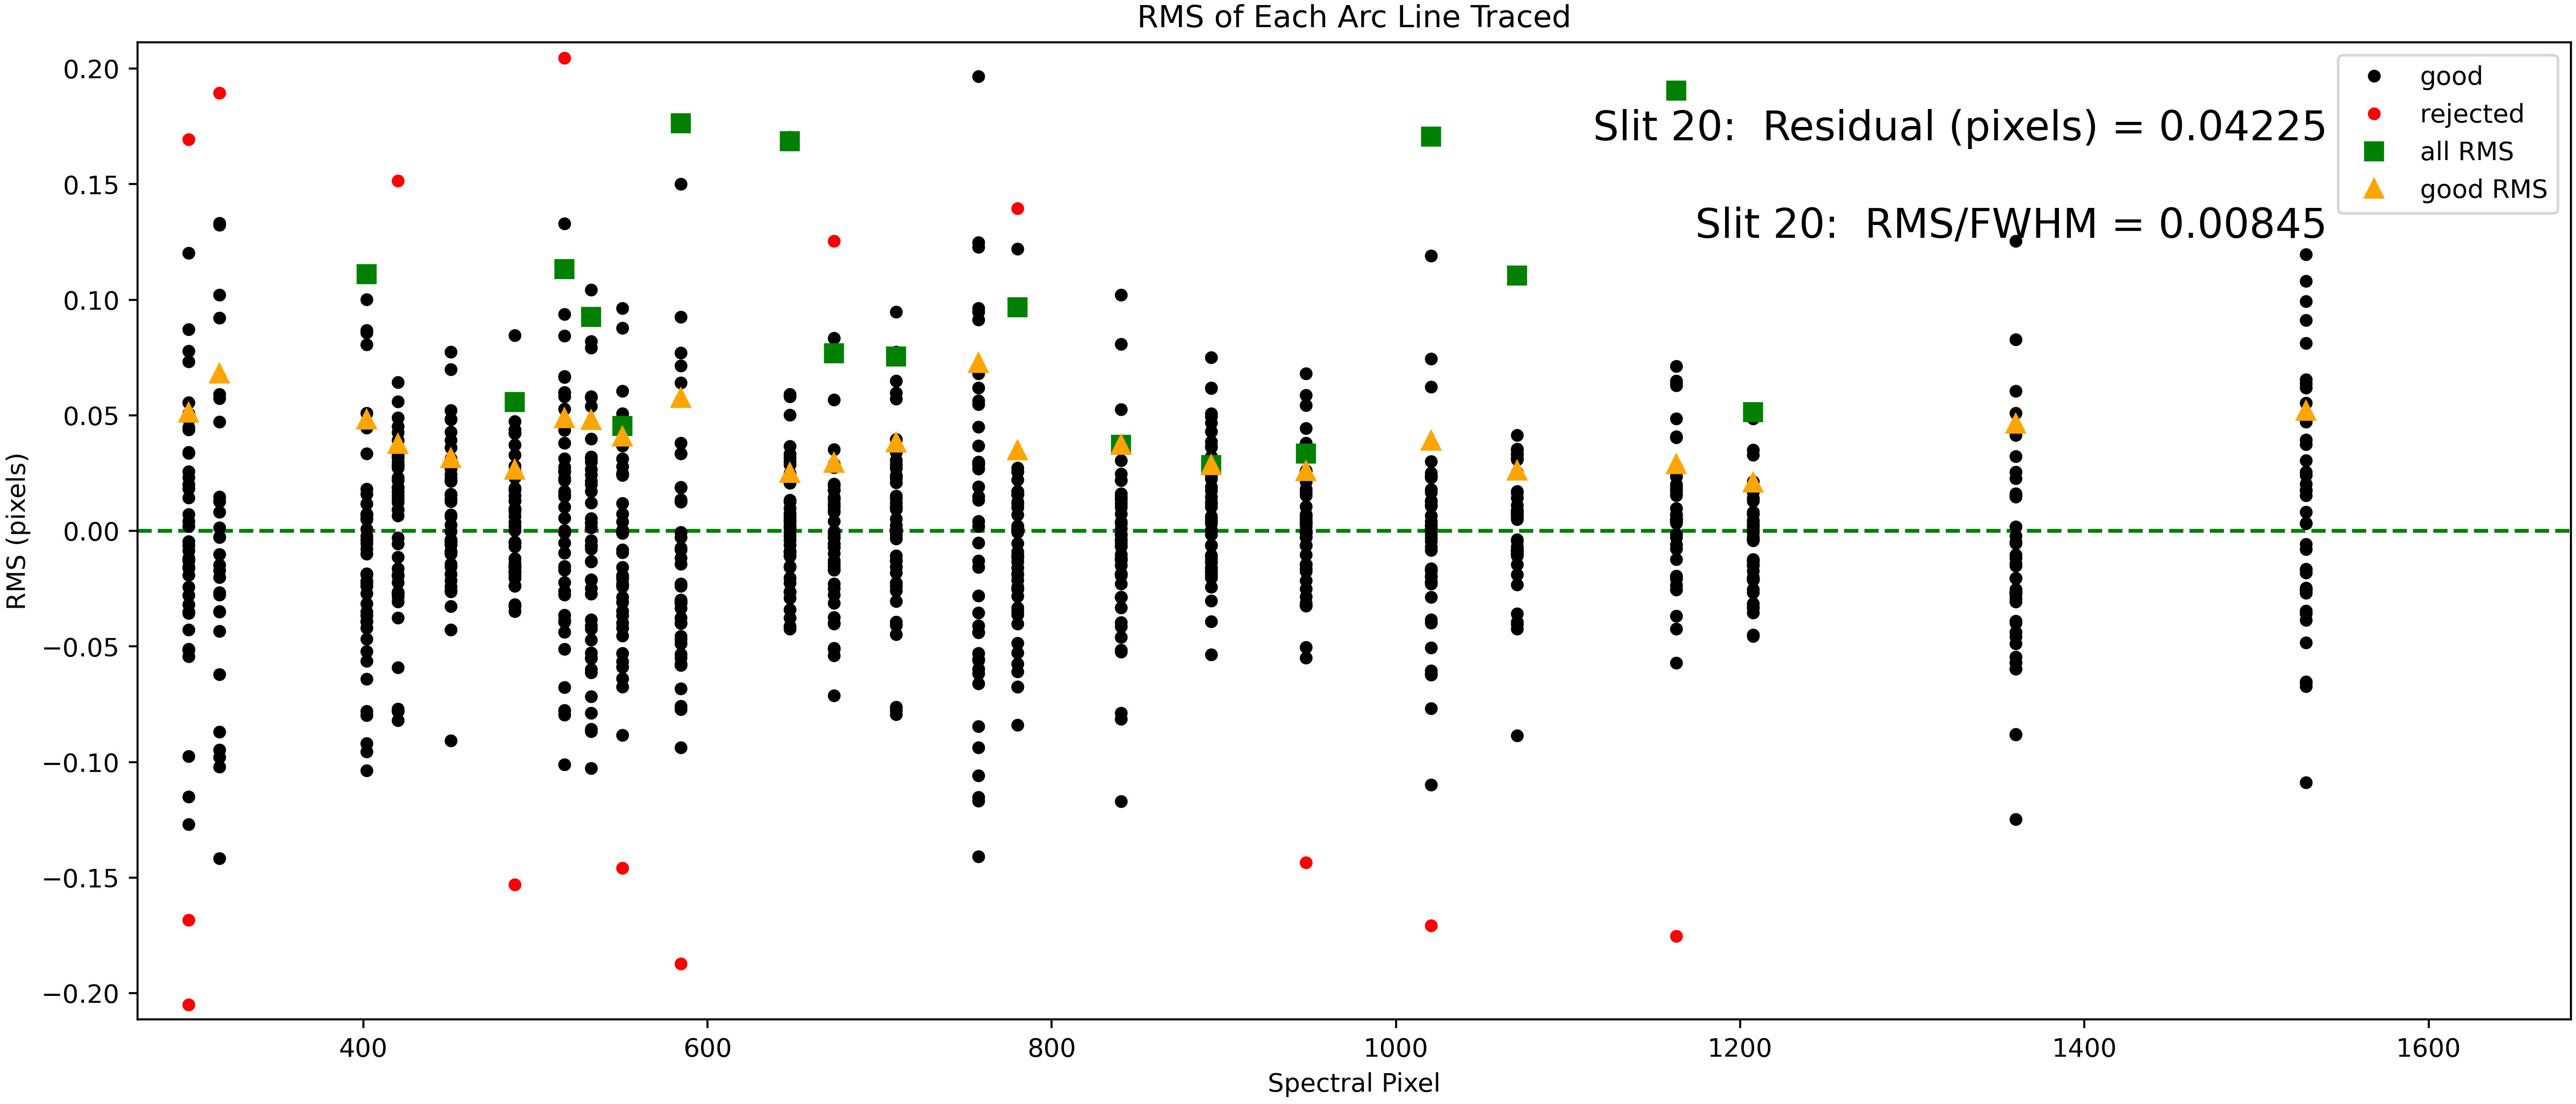 RMS of Each Arc Line Traced
good
rejected
all RMS
good RMS
Slit 20:  Residual (pixels) = 0.04225
Slit 20:  RMS/FWHM = 0.00845
RMS (pixels)
0.20
0.15
0.10
0.05
0.00
−0.05
−0.10
−0.15
−0.20
400 600 800 1000 1200 1400 1600
Spectral Pixel